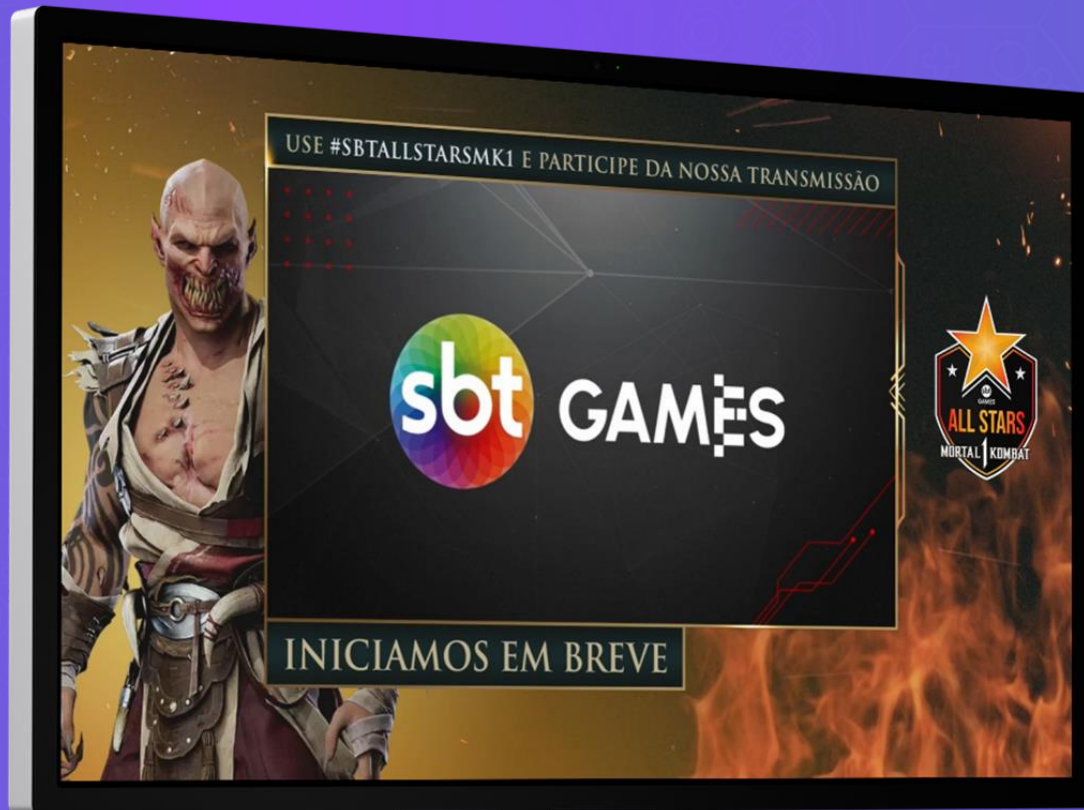 USE #SBTALLSTARSMK1 E PARTICIPE DA NOSSA TRANSMISSÃO
sbt GAMES
GAMES
ALL STARS
MORTAL 1 KOMBAT
INICIAMOS EM BREVE